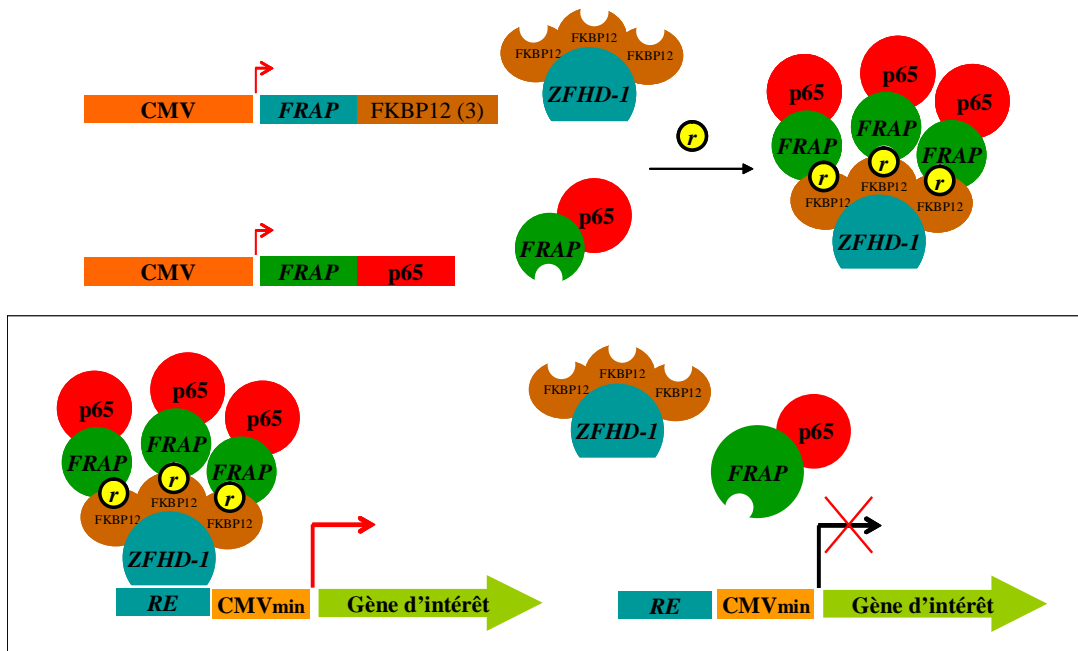 CMV FRAP FKBP12 (3)
FKBP12 FKBP12 FKBP12
ZFHD-1
r
p65 p65 p65
FRAP FRAP FRAP
r r r
FKBP12 FKBP12 FKBP12
ZFHD-1
p65
FRAP
CMV FRAP p65
p65 p65 p65
FRAP FRAP FRAP
r r r
FKBP12 FKBP12 FKBP12
ZFHD-1
RE CMVmin Gène d'intérêt
FKBP12 FKBP12 FKBP12
ZFHD-1
p65
FRAP
RE CMVmin Gène d'intérêt